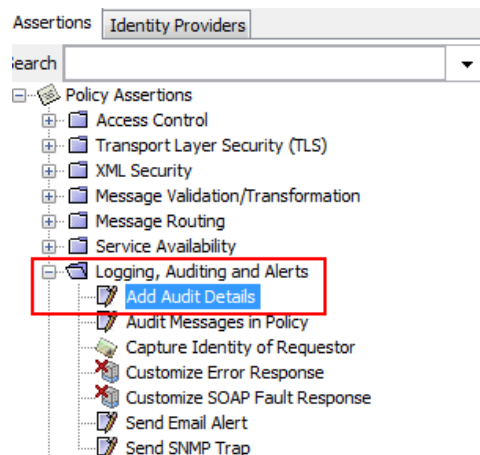 Assertions Identity Providers
Search
Policy Assertions
Access Control
Transport Layer Security (TLS)
XML Security
Message Validation/Transformation
Message Routing
Service Availability
Logging, Auditing and Alerts
Add Audit Details
Audit Messages in Policy
Capture Identity of Requestor
Customize Error Response
Customize SOAP Fault Response
Send Email Alert
Send SNMP Trap